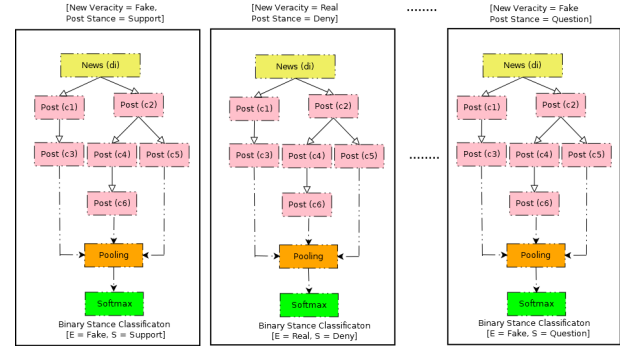 [New Veracity = Fake,
Post Stance = Support]
News (di)
Post (c1)
Post (c2)
Post (c3)
Post (c4)
Post (c5)
Post (c6)
Pooling
Softmax
Binary Stance Classificaton
[E = Fake, S = Support]
[New Veracity = Real
Post Stance = Deny]
News (di)
Post (c1)
Post (c2)
Post (c3)
Post (c4)
Post (c5)
Post (c6)
Pooling
Softmax
Binary Stance Classificaton
[E = Real, S = Deny]
........
........
[New Veracity = Fake
Post Stance = Question]
News (di)
Post (c1)
Post (c2)
Post (c3)
Post (c4)
Post (c5)
Post (c6)
Pooling
Softmax
Binary Stance Classificaton
[E = Fake, S = Question]